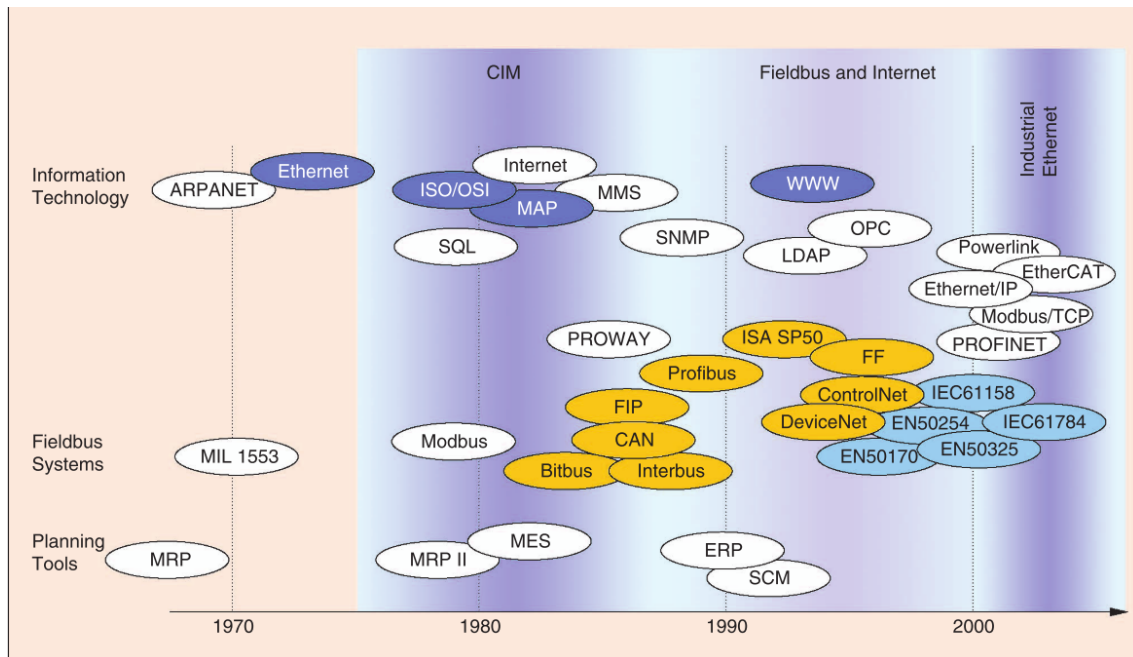 CIM
Fieldbus and Internet
Industrial
Ethernet
Information
Technology
ARPANET
Ethernet
ISO/OSI
Internet
MAP
MMS
SQL
SNMP
WWW
OPC
LDAP
Powerlink
EtherCAT
Ethernet/IP
Modbus/TCP
PROFINET
PROWAY
ISA SP50
FF
Profibus
ControlNet
IEC61158
FIP
DeviceNet
EN50254
IEC61784
Fieldbus
Systems
MIL 1553
Modbus
CAN
Bitbus
Interbus
EN50170
EN50325
Planning
Tools
MRP
MRP II
MES
ERP
SCM
1970
1980
1990
2000